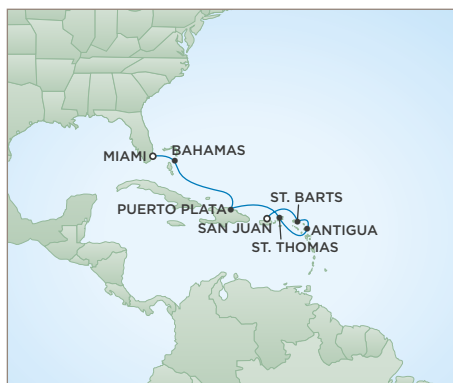 MIAMI
BAHAMAS
ST. BARTS
PUERTO PLATA
SAN JUAN
ANTIGUA
ST. THOMAS